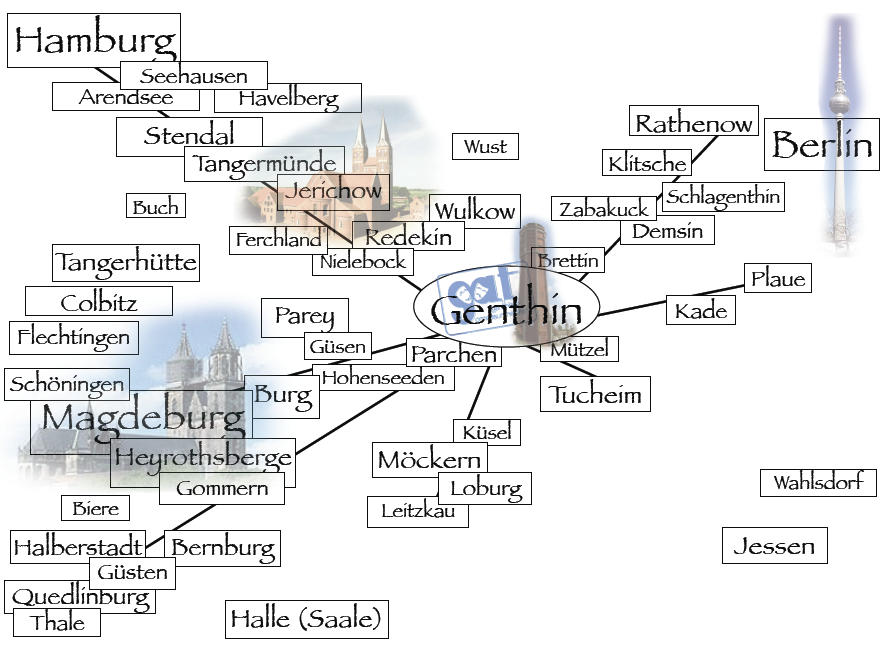 Hamburg
Seehausen
Arendsee
Havelberg
Stendal
Tangermünde
Jerichow
Wust
Rathenow
Berlin
Klitsche
Schlagenthin
Buch
Wulkow
Zabakuck
Demsin
Ferchland
Redekin
Nielebock
Brettin
Tangerhütte
Colbitz
Flechtingen
Plaue
Kade
oat
Genthin
Parey
Güsen
Parchen
Mützel
Schöningen
Burg
Hohenseeden
Tucheim
Magdeburg
Heyrothsberge
Gommern
Küsel
Möckern
Loburg
Leitzkau
Wahlsdorf
Biere
Halberstadt
Bernburg
Jessen
Güsten
Quedlinburg
Thale
Halle (Saale)